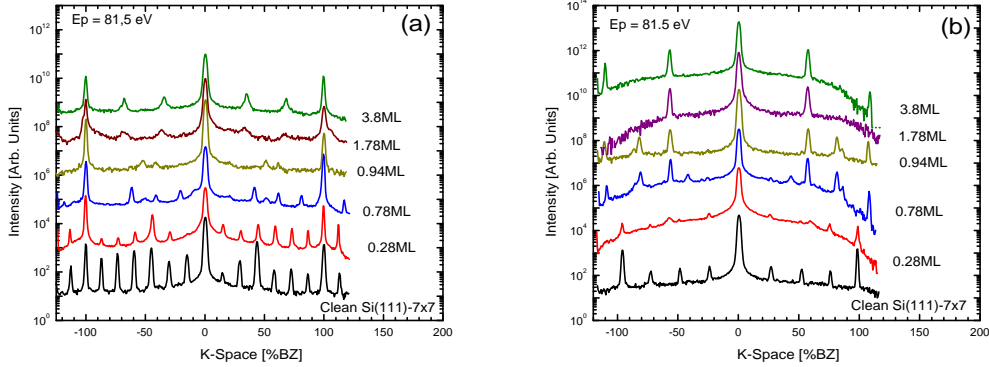 Ep = 81,5 eV
(a)
10^12
10^10
10^8
10^6
10^4
10^2
10^0
Intensity [Arb. Units]
3.8ML
1.78ML
0.94ML
0.78ML
0.28ML
Clean Si(111)-7x7
-100 -50 0 50 100 150 200
K-Space [%BZ]
Ep = 81.5 eV
(b)
10^14
10^12
10^10
10^8
10^6
10^4
10^2
10^0
Intensity [Arb. Units]
3.8ML
1.78ML
0.94ML
0.78ML
0.28ML
Clean Si(111)-7x7
-100 -50 0 50 100 150 200
K-Space [%BZ]